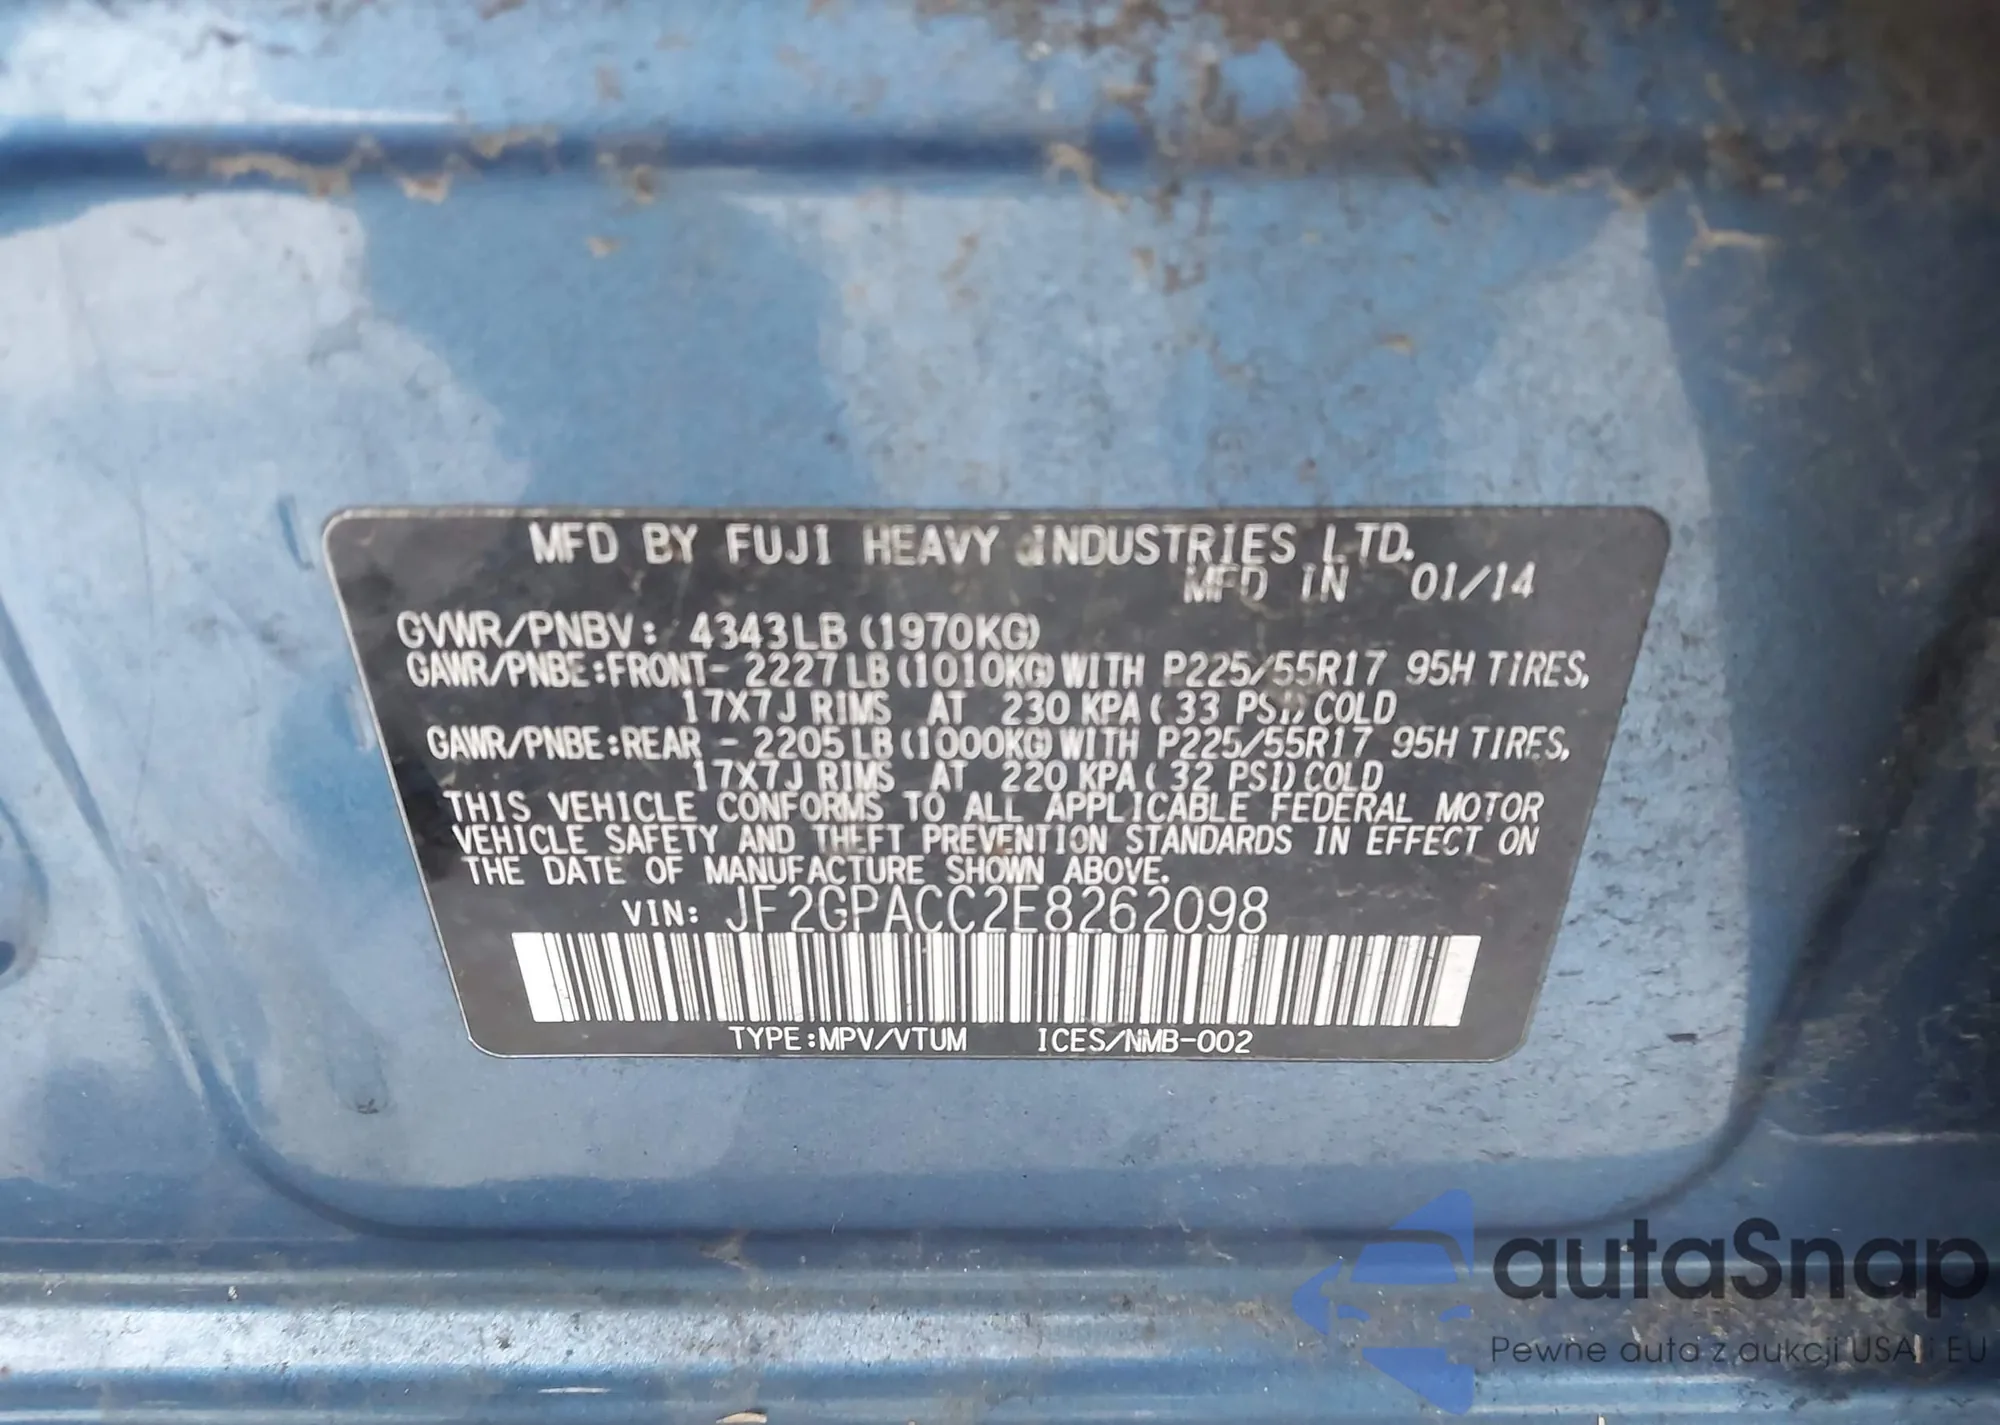 MFD BY FUJI HEAVY INDUSTRIES LTD.
MFD IN 01/14
GVWR/PNBV: 4343LB (1970KG)
GAWR/PNBE:FRONT- 2227LB (1010KG) WITH P225/55R17 95H TIRES,
17X7J RIMS AT 230 KPA ( 33 PSI) COLD
GAWR/PNBE:REAR - 2205LB (1000KG) WITH P225/55R17 95H TIRES,
17X7J RIMS AT 220 KPA ( 32 PSI) COLD
THIS VEHICLE CONFORMS TO ALL APPLICABLE FEDERAL MOTOR
VEHICLE SAFETY AND THEFT PREVENTION STANDARDS IN EFFECT ON
THE DATE OF MANUFACTURE SHOWN ABOVE.
VIN: JF2GPACC2E8262098
TYPE:MPV/VTUM ICES/NMB-002
autaSnap
Pewne auta z aukcji USA i EU